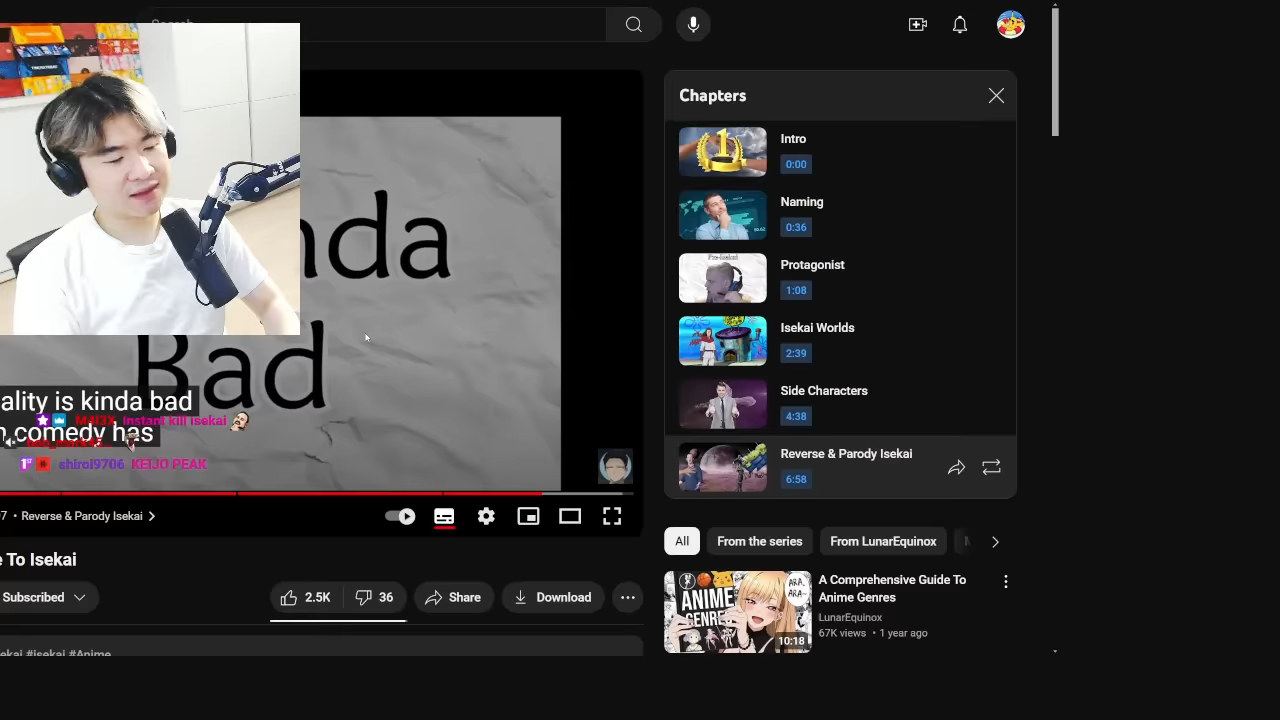 Search
Chapters
Intro
0:00
Naming
0:36
Protagonist
1:08
Isekai Worlds
2:39
Side Characters
4:38
Reverse & Parody Isekai
6:58
nda
Bad
ality is kinda bad
comedy has
M4I3X instant kill isekai
shiroi9706 KEIJO PEAK
7 • Reverse & Parody Isekai
e To Isekai
Subscribed
2.5K
36
Share
Download
ekai #isekai #Anime
All
From the series
From LunarEquinox
A Comprehensive Guide To
Anime Genres
LunarEquinox
67K views • 1 year ago
ANIME
GENRES
ARA
ARA~
10:18